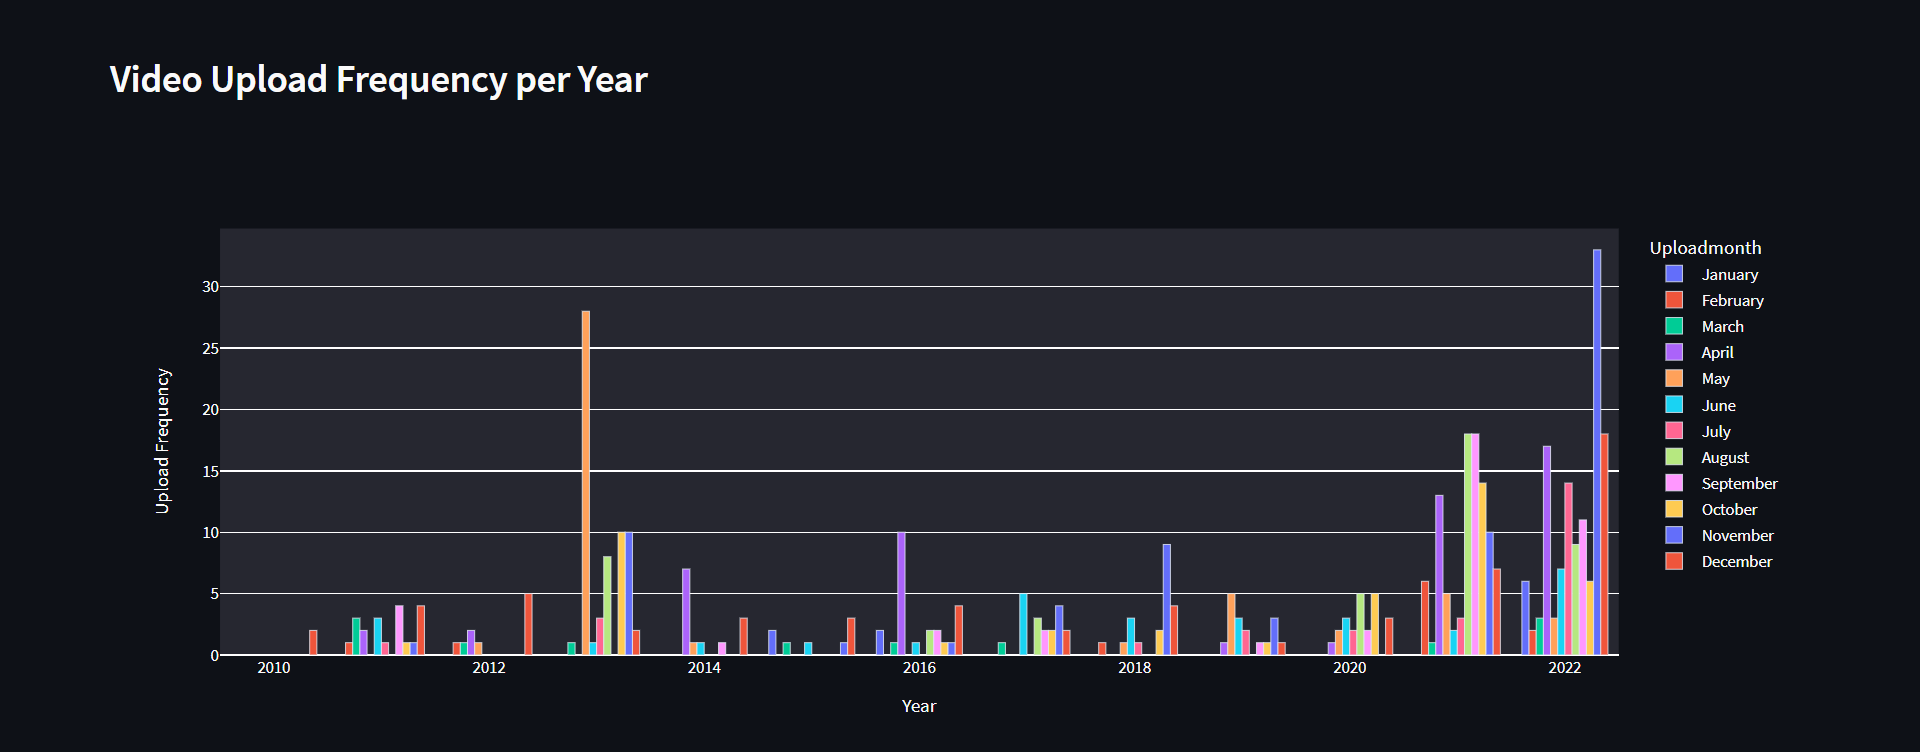 Video Upload Frequency per Year
Uploadmonth
January
February
March
April
May
June
July
August
September
October
November
December
Upload Frequency
30
25
20
15
10
5
0
2010 2012 2014 2016 2018 2020 2022
Year